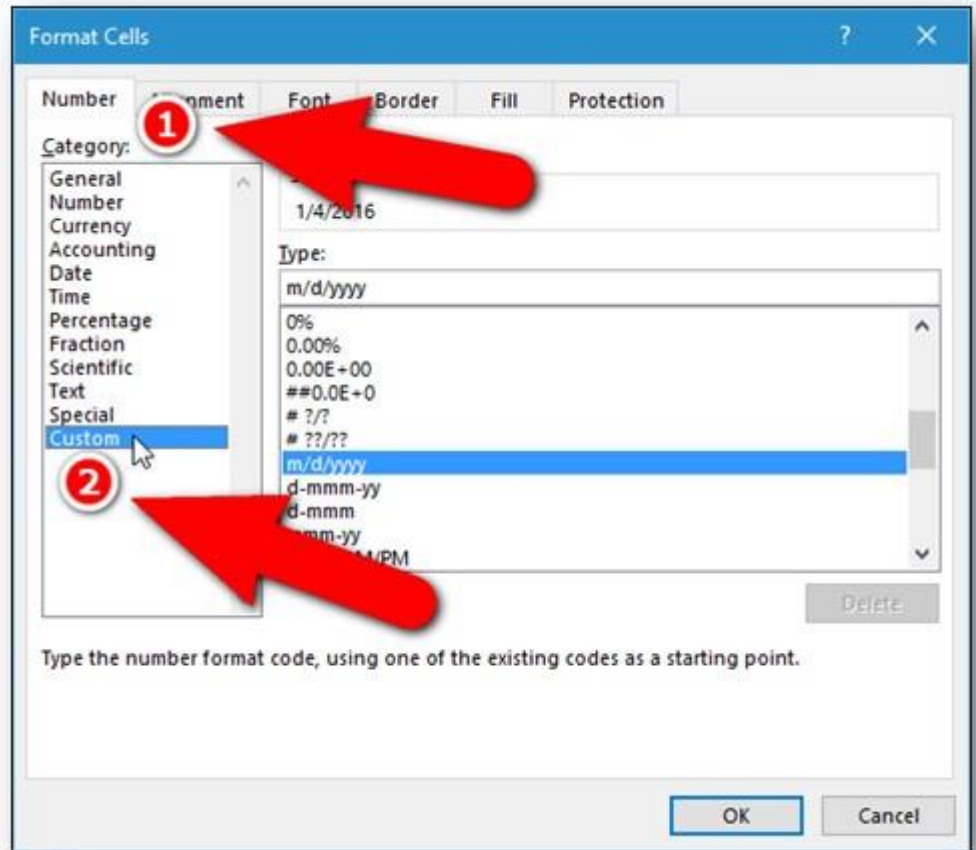 Format Cells
?
Number
Font
Border
Fill
Protection
1
Category:
General
Number
Currency
Accounting
Date
Time
Percentage
Fraction
Scientific
Text
Special
Custom
2
1/4/2016
Type:
m/d/yyyy
0%
0.00%
0.00E+00
##0.0E+0
# ?/?
# ??/??
m/d/yyyy
d-mmm-yy
d-mmm
Delete
Type the number format code, using one of the existing codes as a starting point.
OK
Cancel